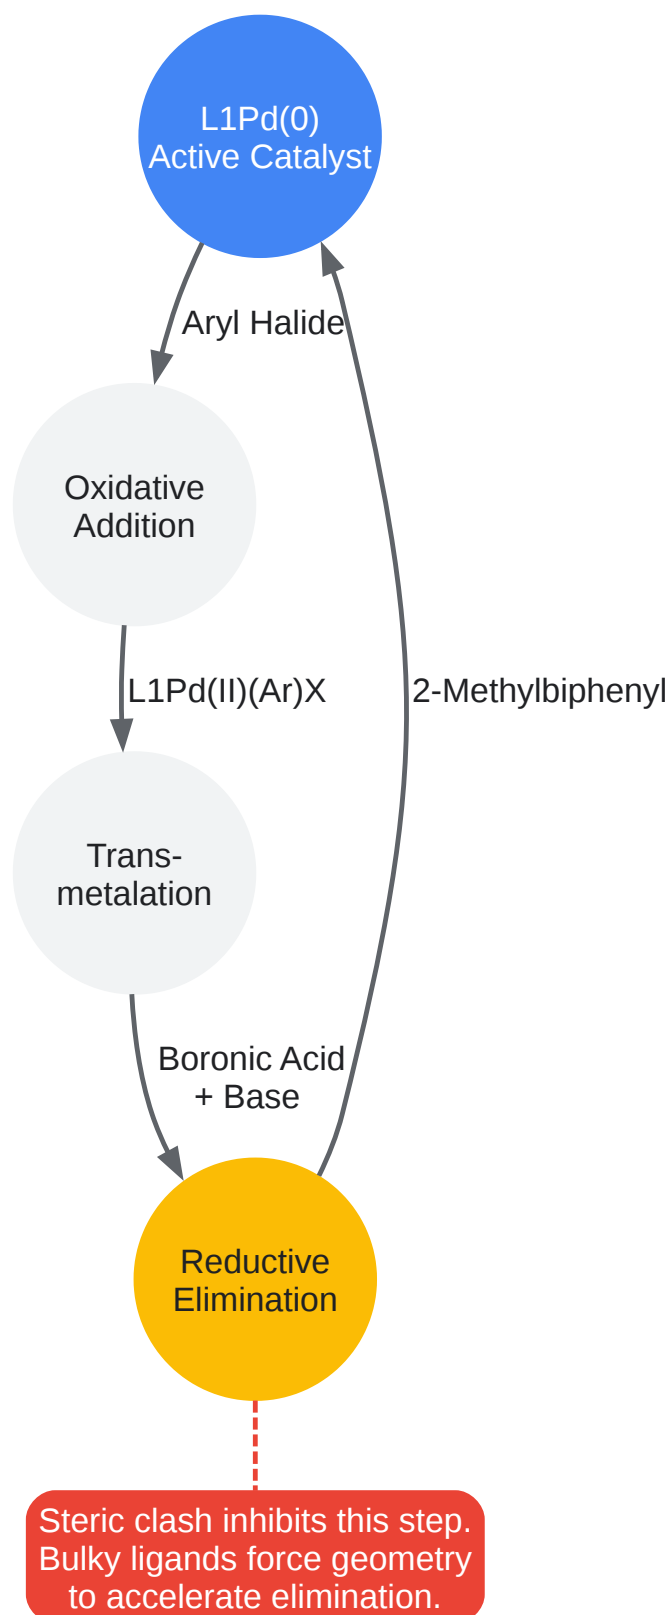 L1Pd(0)
Active Catalyst
Aryl Halide
Oxidative
Addition
L1Pd(II)(Ar)X
2-Methylbiphenyl
Trans-
metalation
Boronic Acid
+ Base
Reductive
Elimination
Steric clash inhibits this step.
Bulky ligands force geometry
to accelerate elimination.